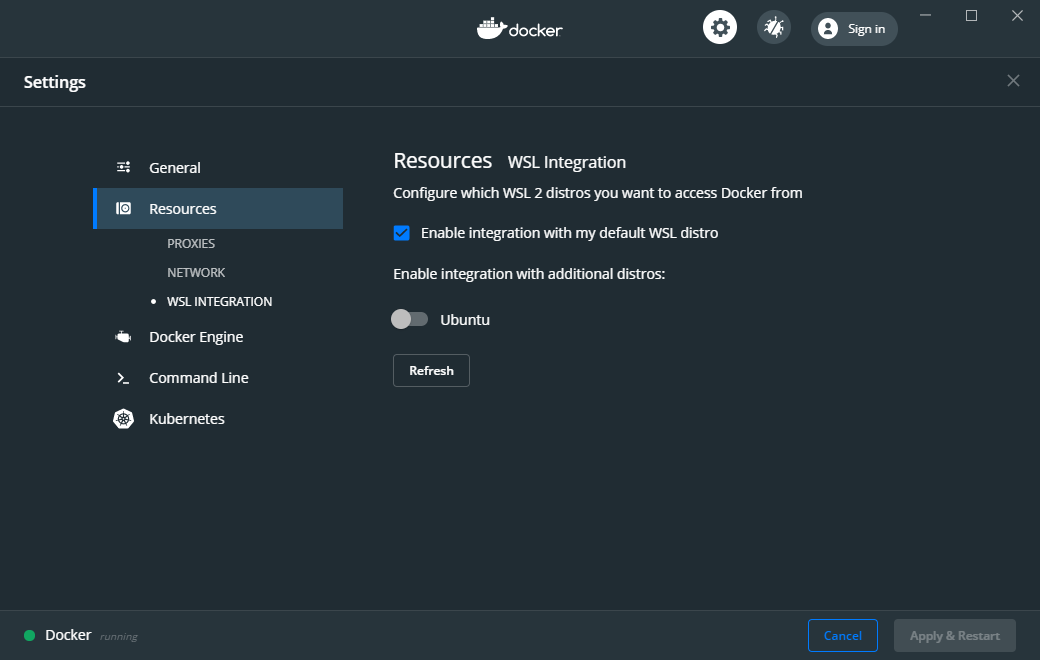 docker
Sign in
Settings
General
Resources
PROXIES
NETWORK
WSL INTEGRATION
Docker Engine
Command Line
Kubernetes
Resources WSL Integration
Configure which WSL 2 distros you want to access Docker from
Enable integration with my default WSL distro
Enable integration with additional distros:
Ubuntu
Refresh
Docker running
Cancel
Apply & Restart